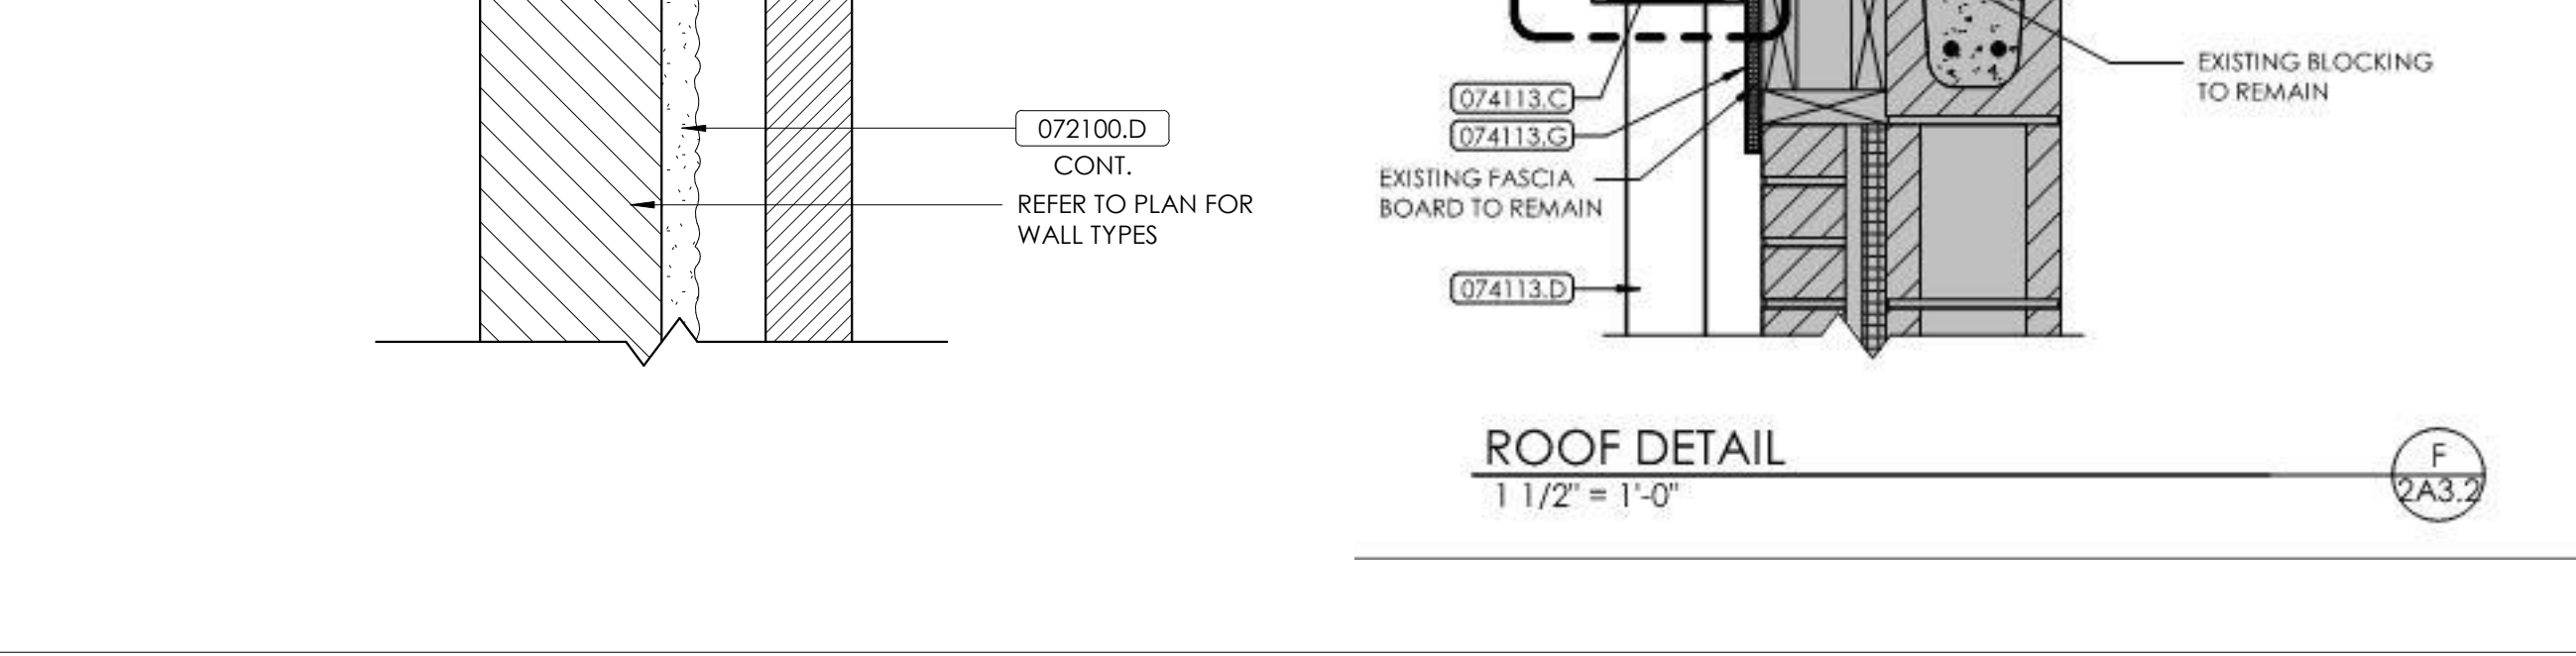 072100.D
CONT.
REFER TO PLAN FOR
WALL TYPES
EXISTING BLOCKING
TO REMAIN
074113.C
074113.G
EXISTING FASCIA
BOARD TO REMAIN
074113.D
ROOF DETAIL
1 1/2" = 1'-0"
F
2A3.2